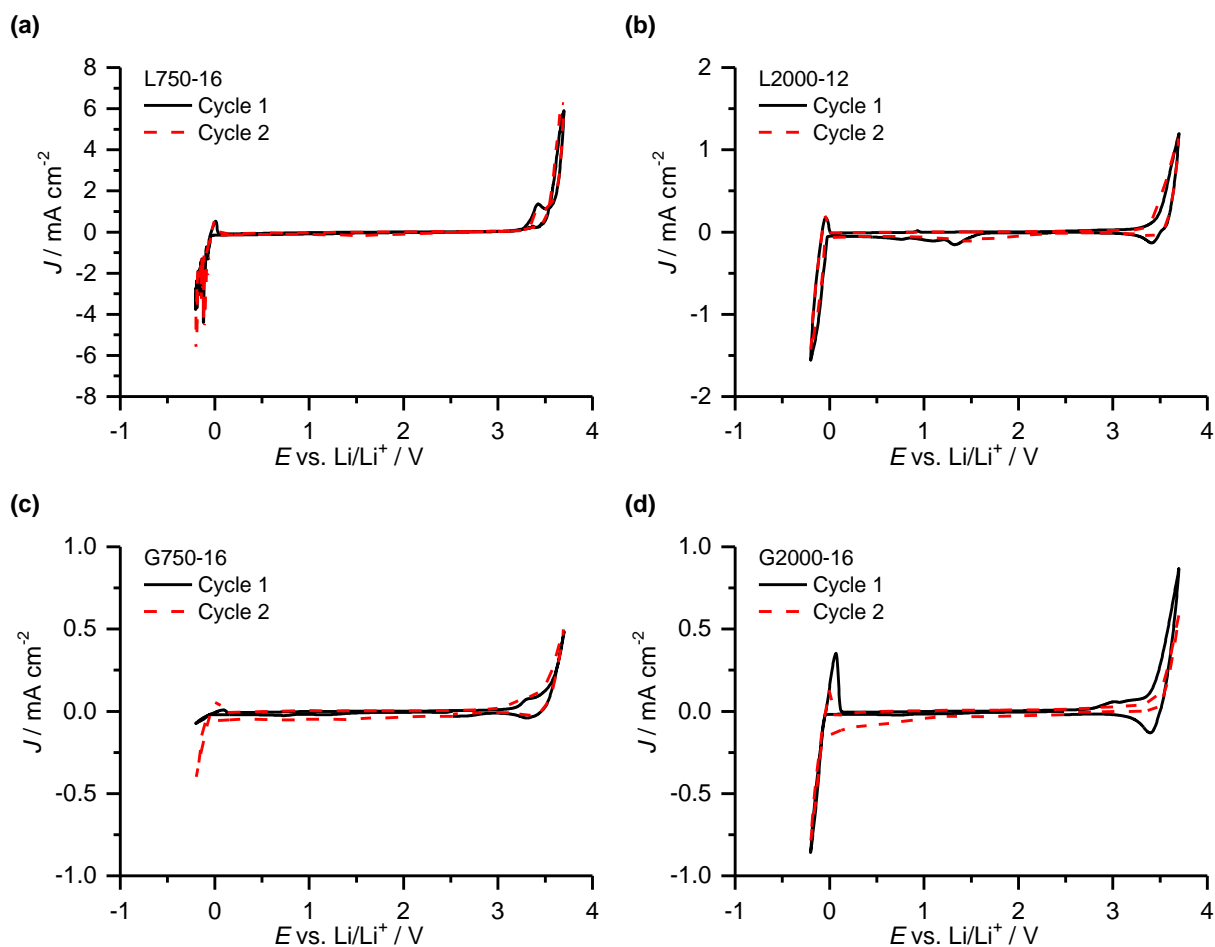 (a)
L750-16
Cycle 1
Cycle 2
8
6
4
2
0
-2
-4
-6
-8
J / mA cm⁻²
-1 0 1 2 3 4
E vs. Li/Li⁺ / V
(b)
L2000-12
Cycle 1
Cycle 2
2
1
0
-1
-2
J / mA cm⁻²
-1 0 1 2 3 4
E vs. Li/Li⁺ / V
(c)
G750-16
Cycle 1
Cycle 2
1.0
0.5
0.0
-0.5
-1.0
J / mA cm⁻²
-1 0 1 2 3 4
E vs. Li/Li⁺ / V
(d)
G2000-16
Cycle 1
Cycle 2
1.0
0.5
0.0
-0.5
-1.0
J / mA cm⁻²
-1 0 1 2 3 4
E vs. Li/Li⁺ / V